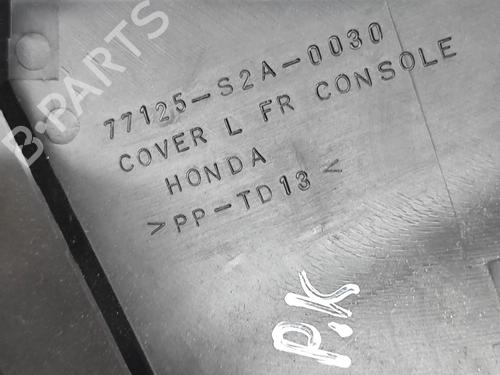 B-PARTS
77125-S2A-0030
COVER L FR CONSOLE
HONDA
>PP-TD13<
P.K